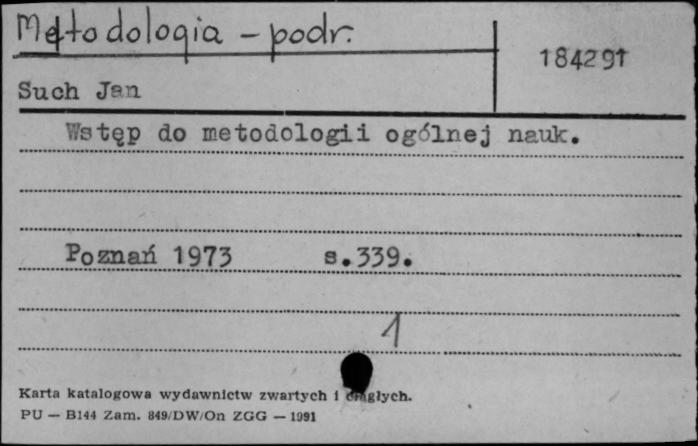 Metodologia – podr.
184291
Such Jan
Wstęp do metodologii ogólnej nauk.
Poznań 1973 s.339.
1
Karta katalogowa wydawnictw zwartych i ciągłych.
PU — B144 Zam. 849/DW/On ZGG — 1991